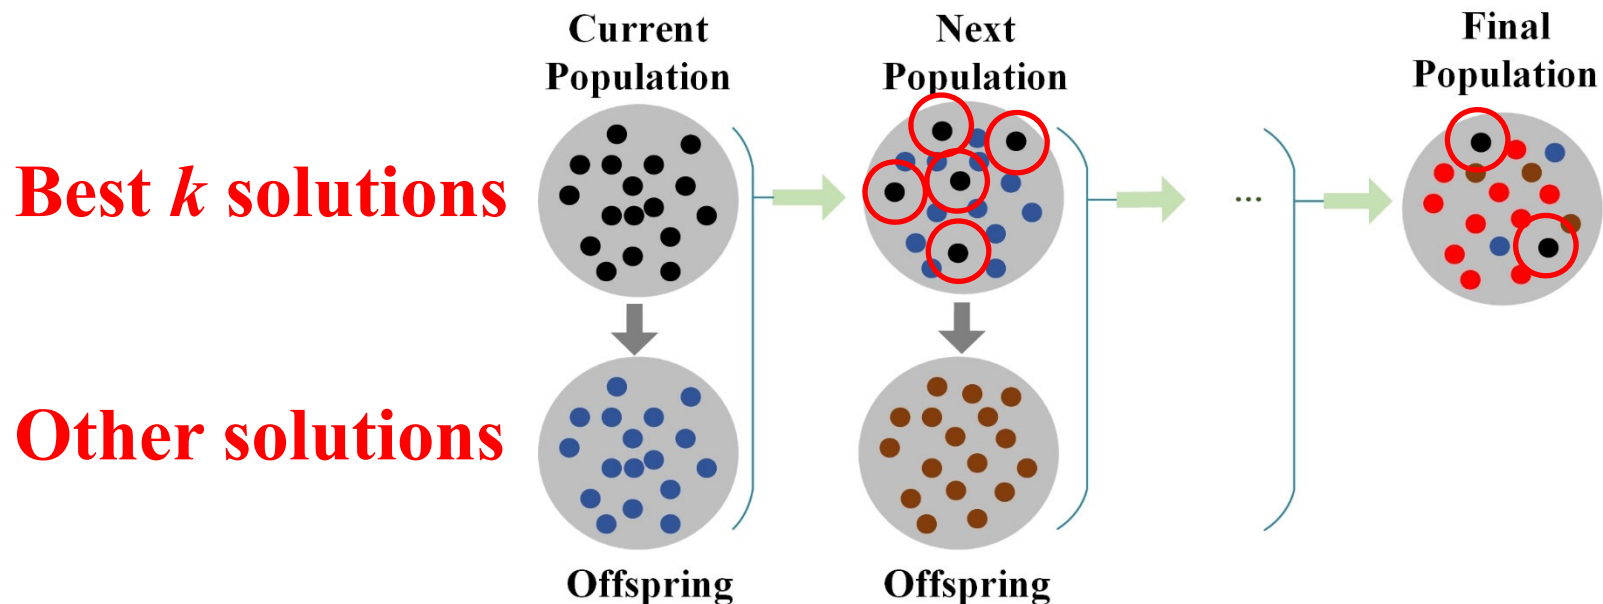 Current
Population
Next
Population
Final
Population
Best k solutions
...
Other solutions
Offspring
Offspring